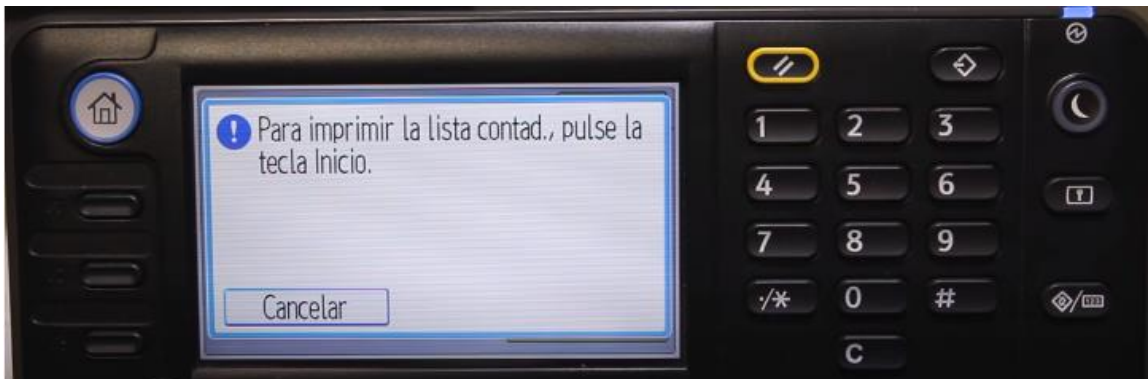 Para imprimir la lista contad., pulse la
tecla Inicio.
Cancelar
1 2 3
4 5 6
7 8 9
./* 0 #
C